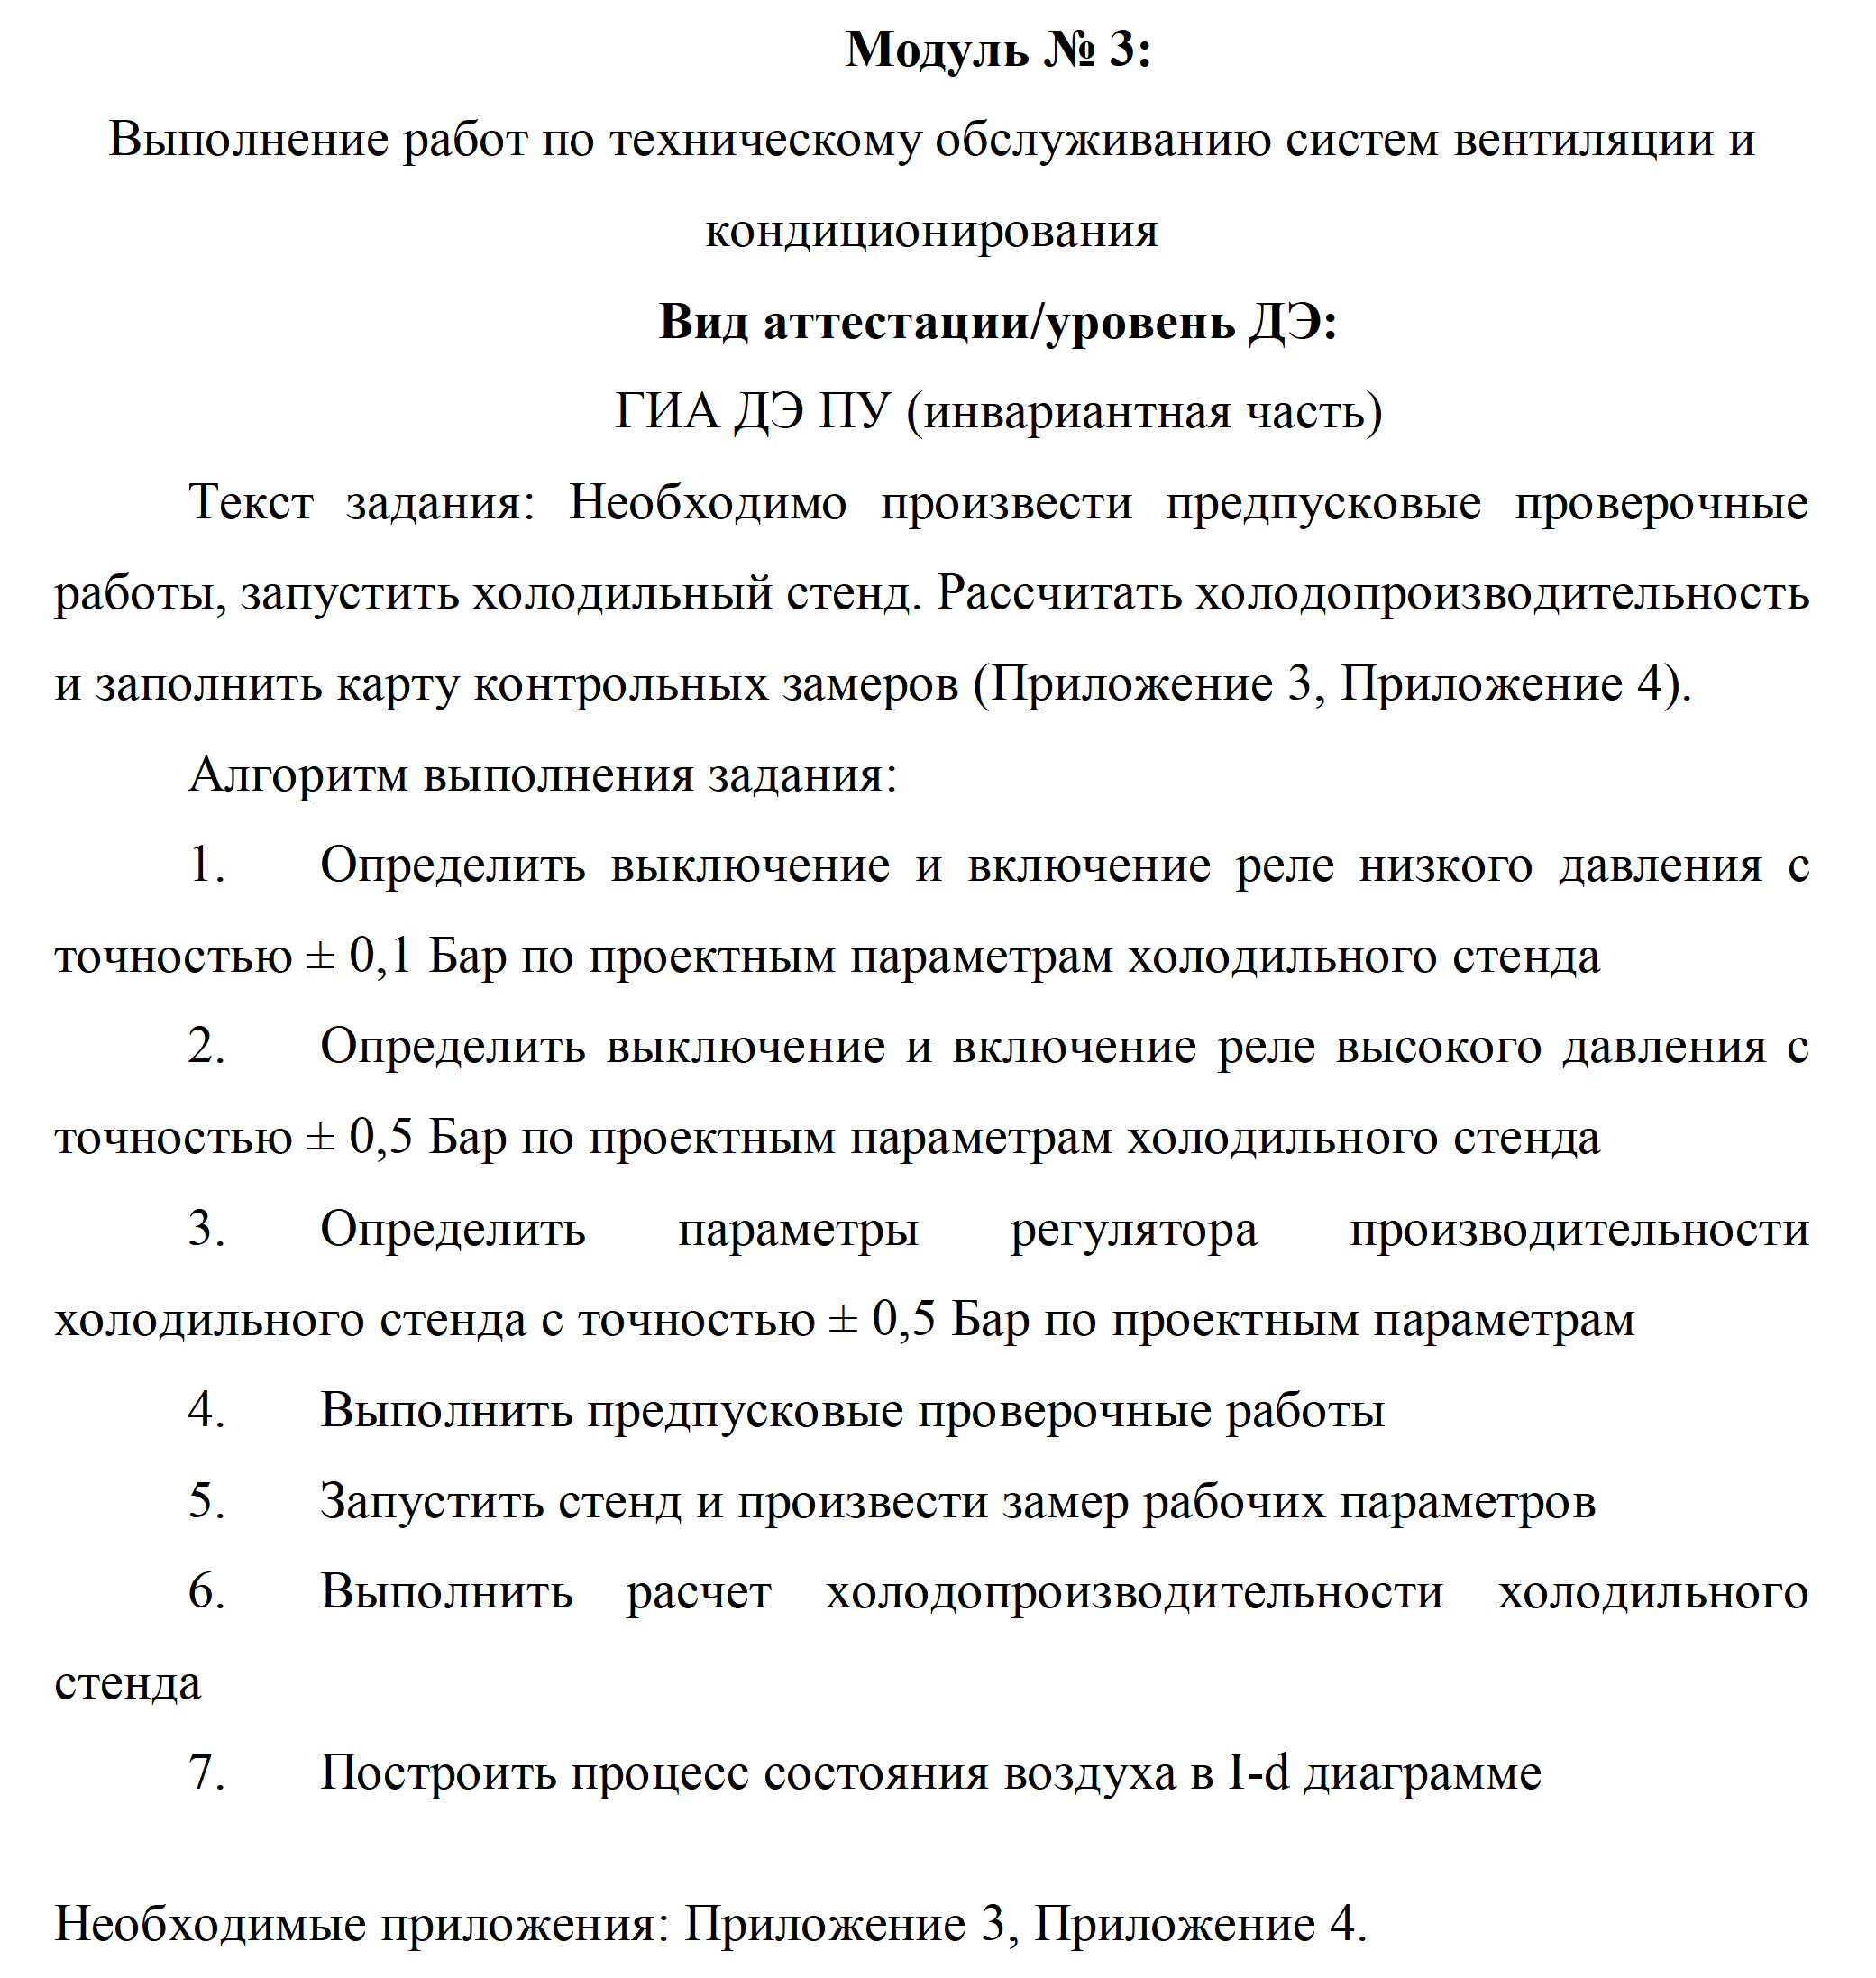 Модуль № 3:
Выполнение работ по техническому обслуживанию систем вентиляции и
кондиционирования
Вид аттестации/уровень ДЭ:
ГИА ДЭ ПУ (инвариантная часть)
Текст задания: Необходимо произвести предпусковые проверочные
работы, запустить холодильный стенд. Рассчитать холодопроизводительность
и заполнить карту контрольных замеров (Приложение 3, Приложение 4).
Алгоритм выполнения задания:
1. Определить выключение и включение реле низкого давления с
точностью ± 0,1 Бар по проектным параметрам холодильного стенда
2. Определить выключение и включение реле высокого давления с
точностью ± 0,5 Бар по проектным параметрам холодильного стенда
3. Определить параметры регулятора производительности
холодильного стенда с точностью ± 0,5 Бар по проектным параметрам
4. Выполнить предпусковые проверочные работы
5. Запустить стенд и произвести замер рабочих параметров
6. Выполнить расчет холодопроизводительности холодильного
стенда
7. Построить процесс состояния воздуха в I-d диаграмме
Необходимые приложения: Приложение 3, Приложение 4.